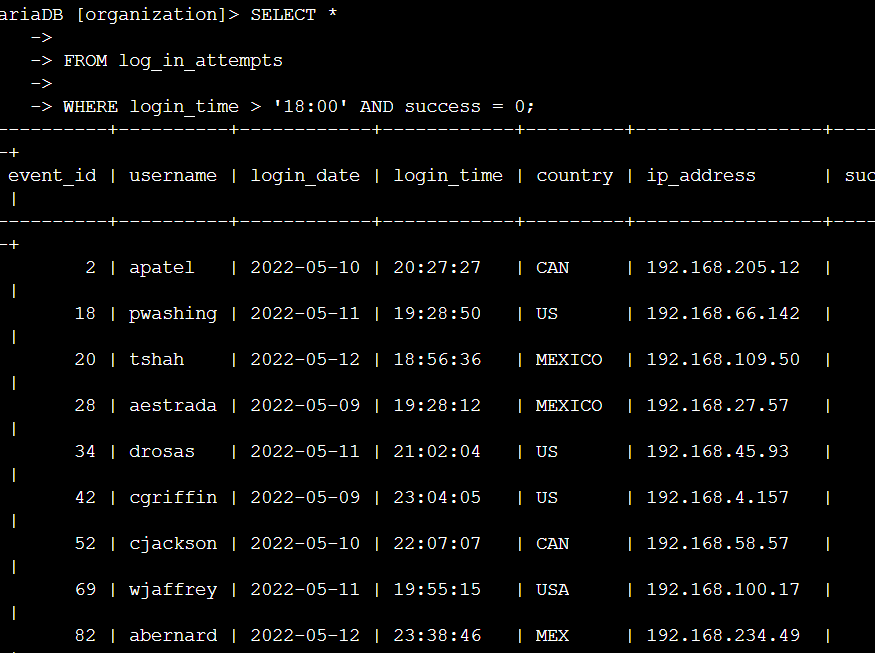 ariaDB [organization]> SELECT *
->
-> FROM log_in_attempts
->
-> WHERE login_time > '18:00' AND success = 0;
----------+----------+------------+------------+---------+-----------------+----
-+
event_id | username | login_date | login_time | country | ip_address | suc
|
----------+----------+------------+------------+---------+-----------------+----
-+
2 | apatel | 2022-05-10 | 20:27:27 | CAN | 192.168.205.12 |
|
18 | pwashing | 2022-05-11 | 19:28:50 | US | 192.168.66.142 |
|
20 | tshah | 2022-05-12 | 18:56:36 | MEXICO | 192.168.109.50 |
|
28 | aestrada | 2022-05-09 | 19:28:12 | MEXICO | 192.168.27.57 |
|
34 | drosas | 2022-05-11 | 21:02:04 | US | 192.168.45.93 |
|
42 | cgriffin | 2022-05-09 | 23:04:05 | US | 192.168.4.157 |
|
52 | cjackson | 2022-05-10 | 22:07:07 | CAN | 192.168.58.57 |
|
69 | wjaffrey | 2022-05-11 | 19:55:15 | USA | 192.168.100.17 |
|
82 | abernard | 2022-05-12 | 23:38:46 | MEX | 192.168.234.49 |